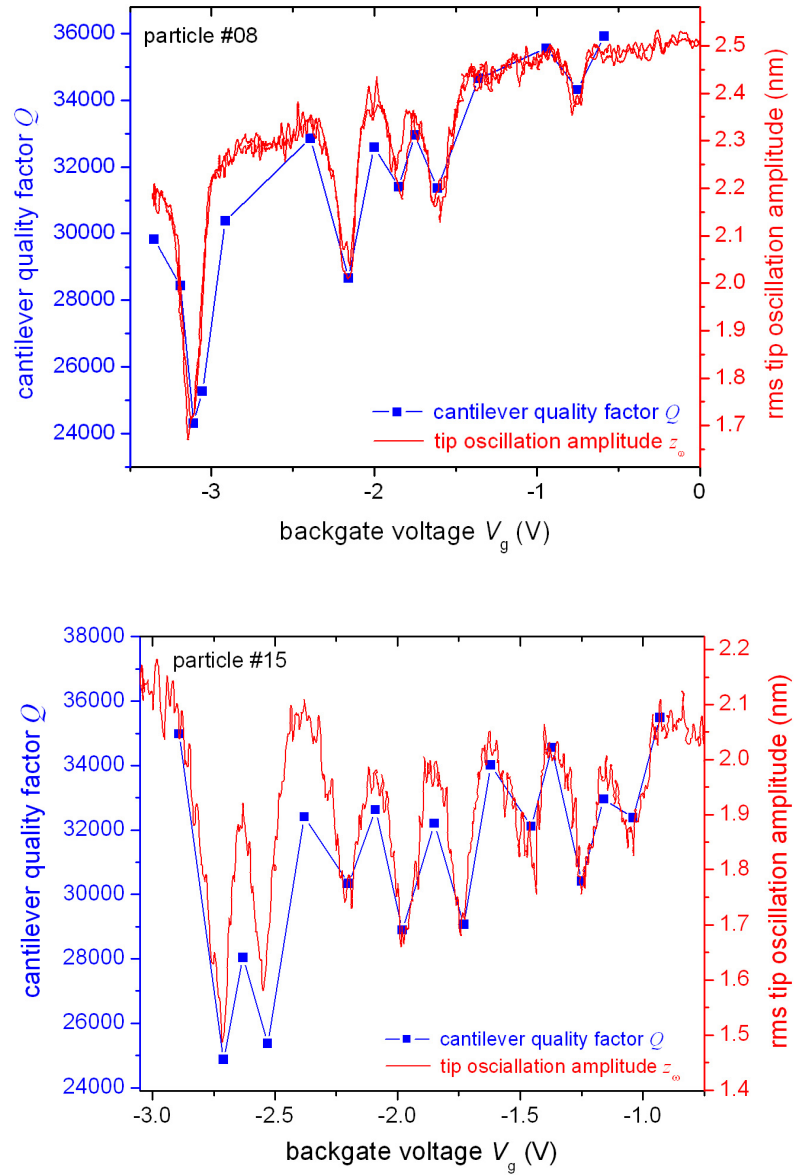 particle #08
36000
34000
32000
30000
28000
26000
24000
cantilever quality factor Q
2.5
2.4
2.3
2.2
2.1
2.0
1.9
1.8
1.7
rms tip oscillation amplitude (nm)
cantilever quality factor Q
tip oscillation amplitude zω
-3 -2 -1 0
backgate voltage Vg (V)
particle #15
38000
36000
34000
32000
30000
28000
26000
24000
cantilever quality factor Q
2.2
2.1
2.0
1.9
1.8
1.7
1.6
1.5
1.4
rms tip oscillation amplitude (nm)
cantilever quality factor Q
tip osciallation amplitude zω
-3.0 -2.5 -2.0 -1.5 -1.0
backgate voltage Vg (V)